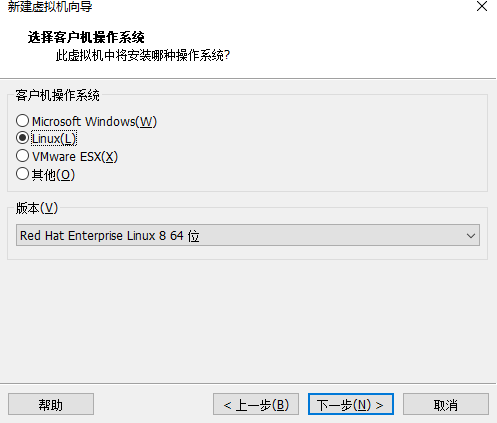 新建虚拟机向导
选择客户机操作系统
此虚拟机中将安装哪种操作系统?
客户机操作系统
Microsoft Windows(W)
Linux(L)
VMware ESX(X)
其他(O)
版本(V)
Red Hat Enterprise Linux 8 64 位
帮助
< 上一步(B)
下一步(N) >
取消